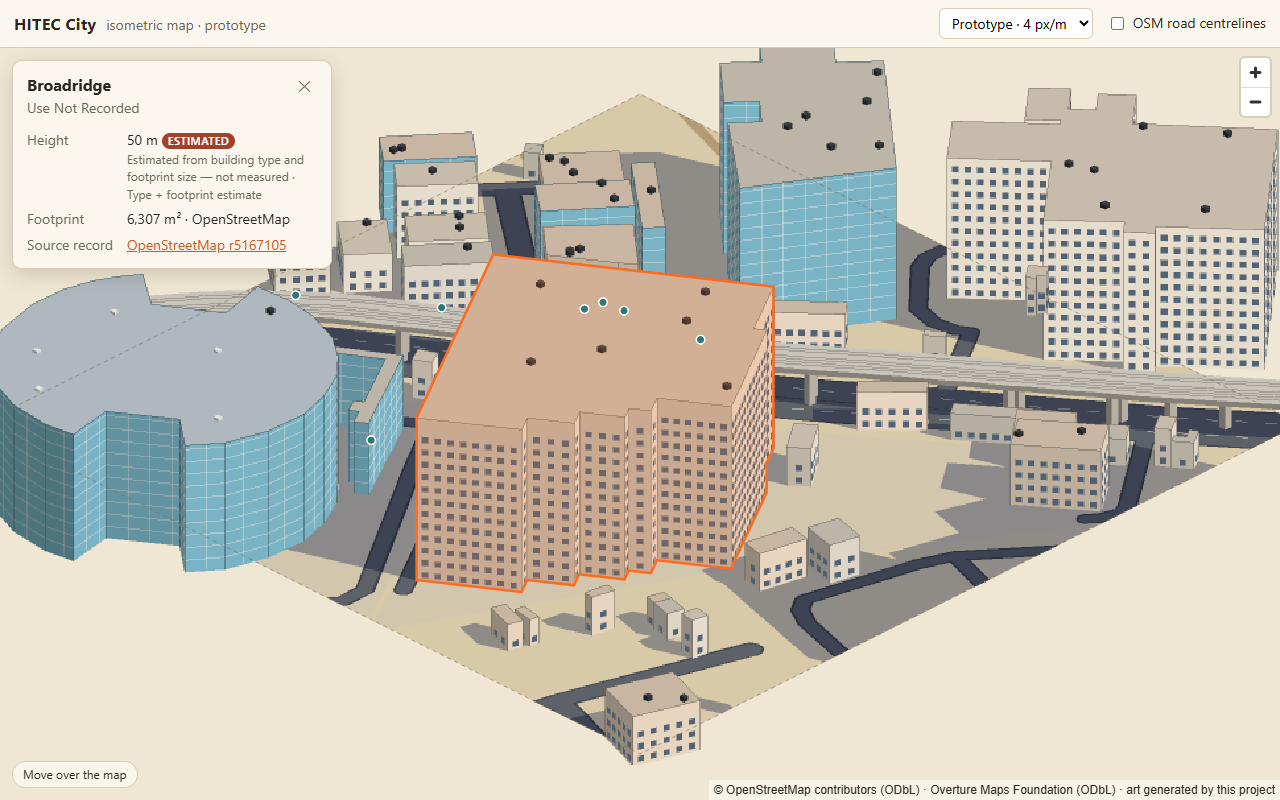 HITEC City isometric map · prototype
Prototype · 4 px/m
OSM road centrelines
Broadridge
Use Not Recorded
Height 50 m ESTIMATED
Estimated from building type and
footprint size — not measured ·
Type + footprint estimate
Footprint 6,307 m² · OpenStreetMap
Source record OpenStreetMap r5167105
+
−
Move over the map
© OpenStreetMap contributors (ODbL) · Overture Maps Foundation (ODbL) · art generated by this project